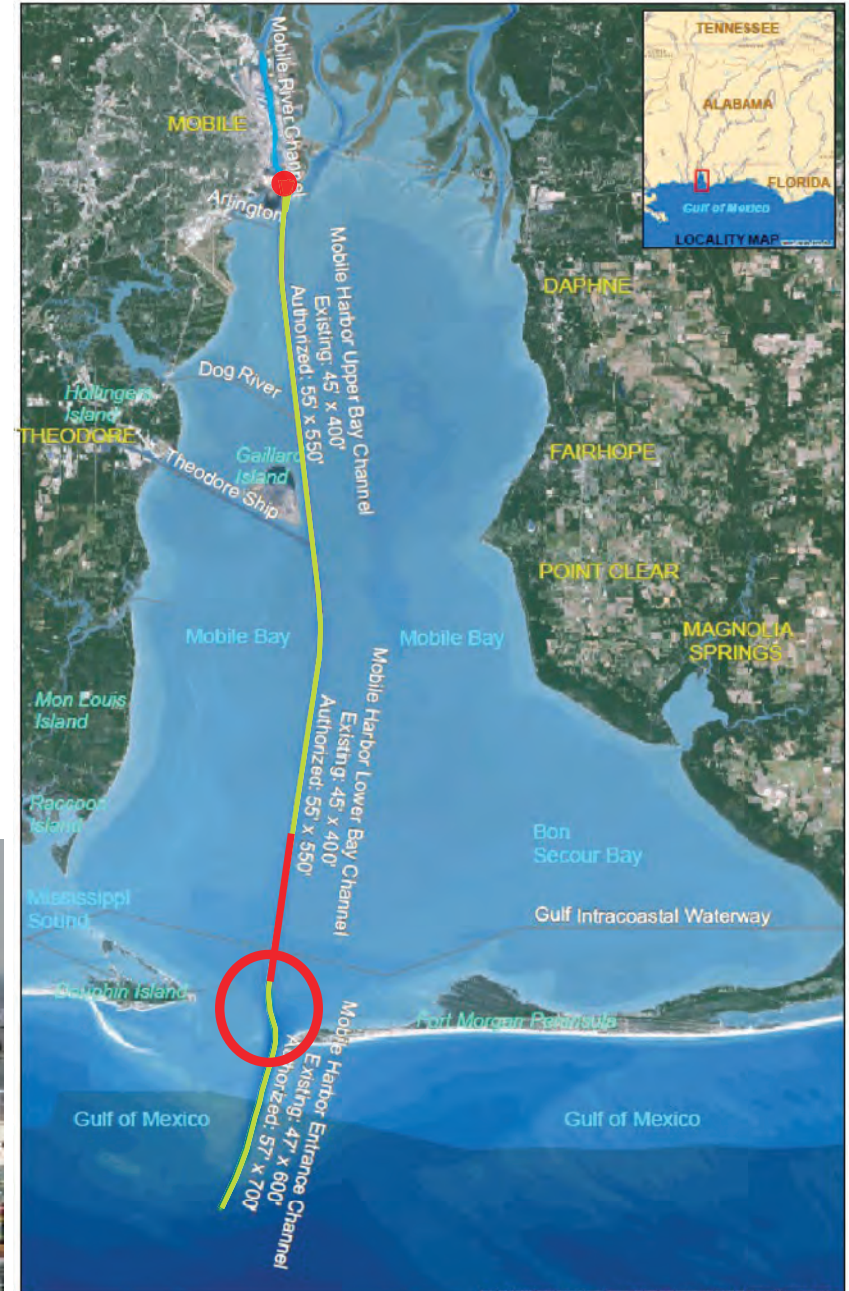 TENNESSEE
ALABAMA
FLORIDA
Gulf of Mexico
LOCALITY MAP
Mobile River Channel
MOBILE
Arlington
Mobile Harbor Upper Bay Channel
Existing: 45' x 400'
Authorized: 55' x 550'
DAPHNE
Dog River
Hollingers
Island
THEODORE
Theodore Ship
Gaillard
Island
FAIRHOPE
POINT CLEAR
Mobile Bay
Mobile Bay
MAGNOLIA
SPRINGS
Mobile Harbor Lower Bay Channel
Existing: 45' x 400'
Authorized: 55' x 550'
Mon Louis
Island
Raccoon
Island
Bon
Secour Bay
Mississippi
Sound
Gulf Intracoastal Waterway
Dauphin Island
Fort Morgan Peninsula
Mobile Harbor Entrance Channel
Existing: 47' x 600'
Authorized: 57' x 700'
Gulf of Mexico
Gulf of Mexico